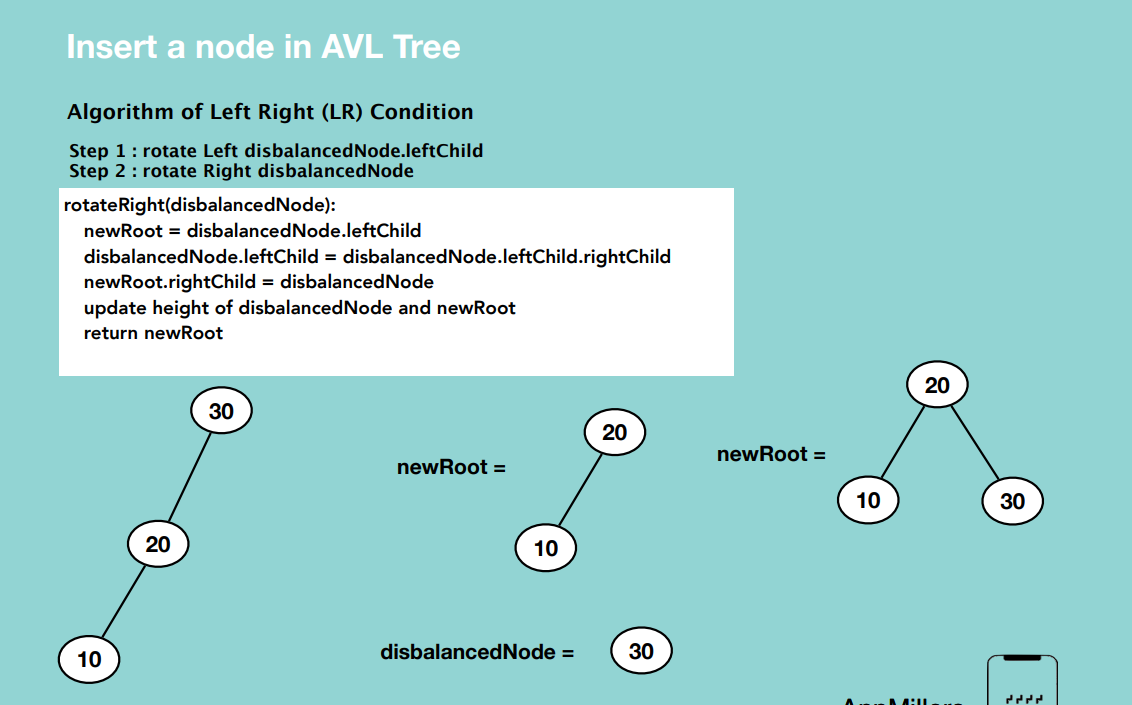 Insert a node in AVL Tree
Algorithm of Left Right (LR) Condition
Step 1 : rotate Left disbalancedNode.leftChild
Step 2 : rotate Right disbalancedNode
rotateRight(disbalancedNode):
newRoot = disbalancedNode.leftChild
disbalancedNode.leftChild = disbalancedNode.leftChild.rightChild
newRoot.rightChild = disbalancedNode
update height of disbalancedNode and newRoot
return newRoot
30
20
10
newRoot =
20
10
disbalancedNode =
30
newRoot =
20
10
30
AppMillers